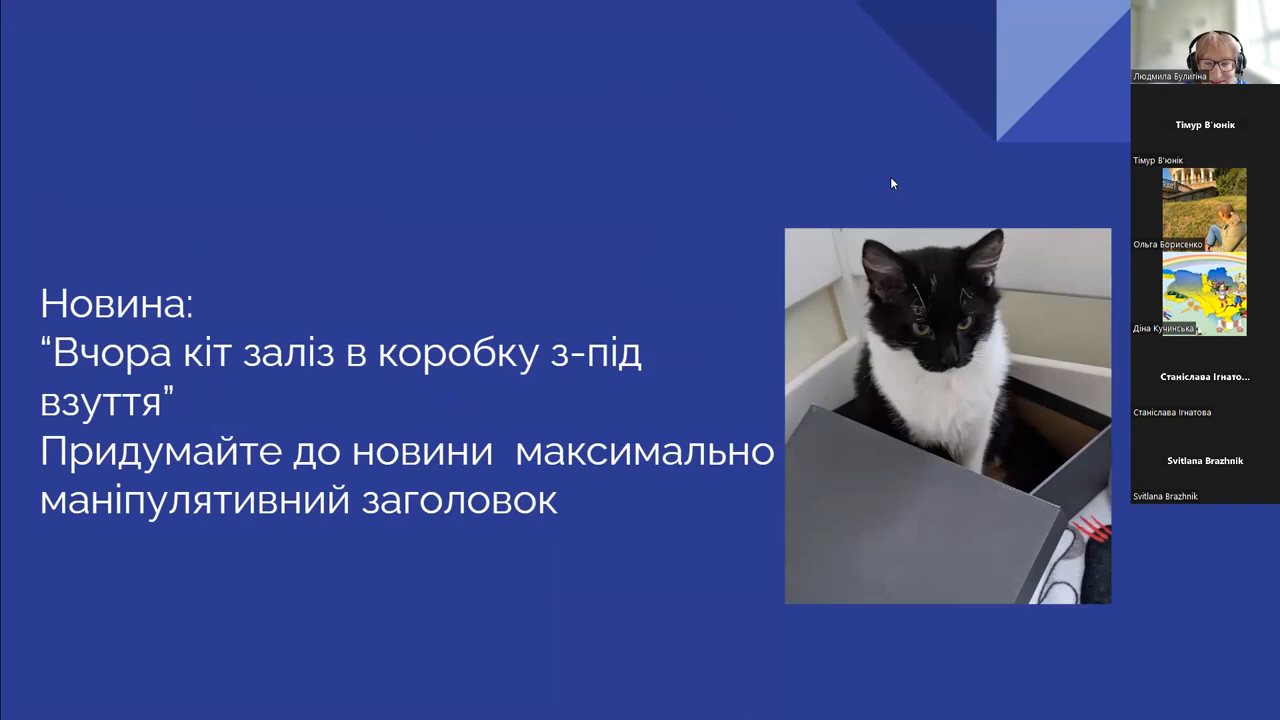 Новина:
“Вчора кіт заліз в коробку з-під
взуття”
Придумайте до новини  максимально
маніпулятивний заголовок
Людмила Булигіна
Тімур В'юнік
Тімур В'юнік
Ольга Борисенко
Діна Кучинська
Станіслава Ігнато...
Станіслава Ігнатова
Svitlana Brazhnik
Svitlana Brazhnik